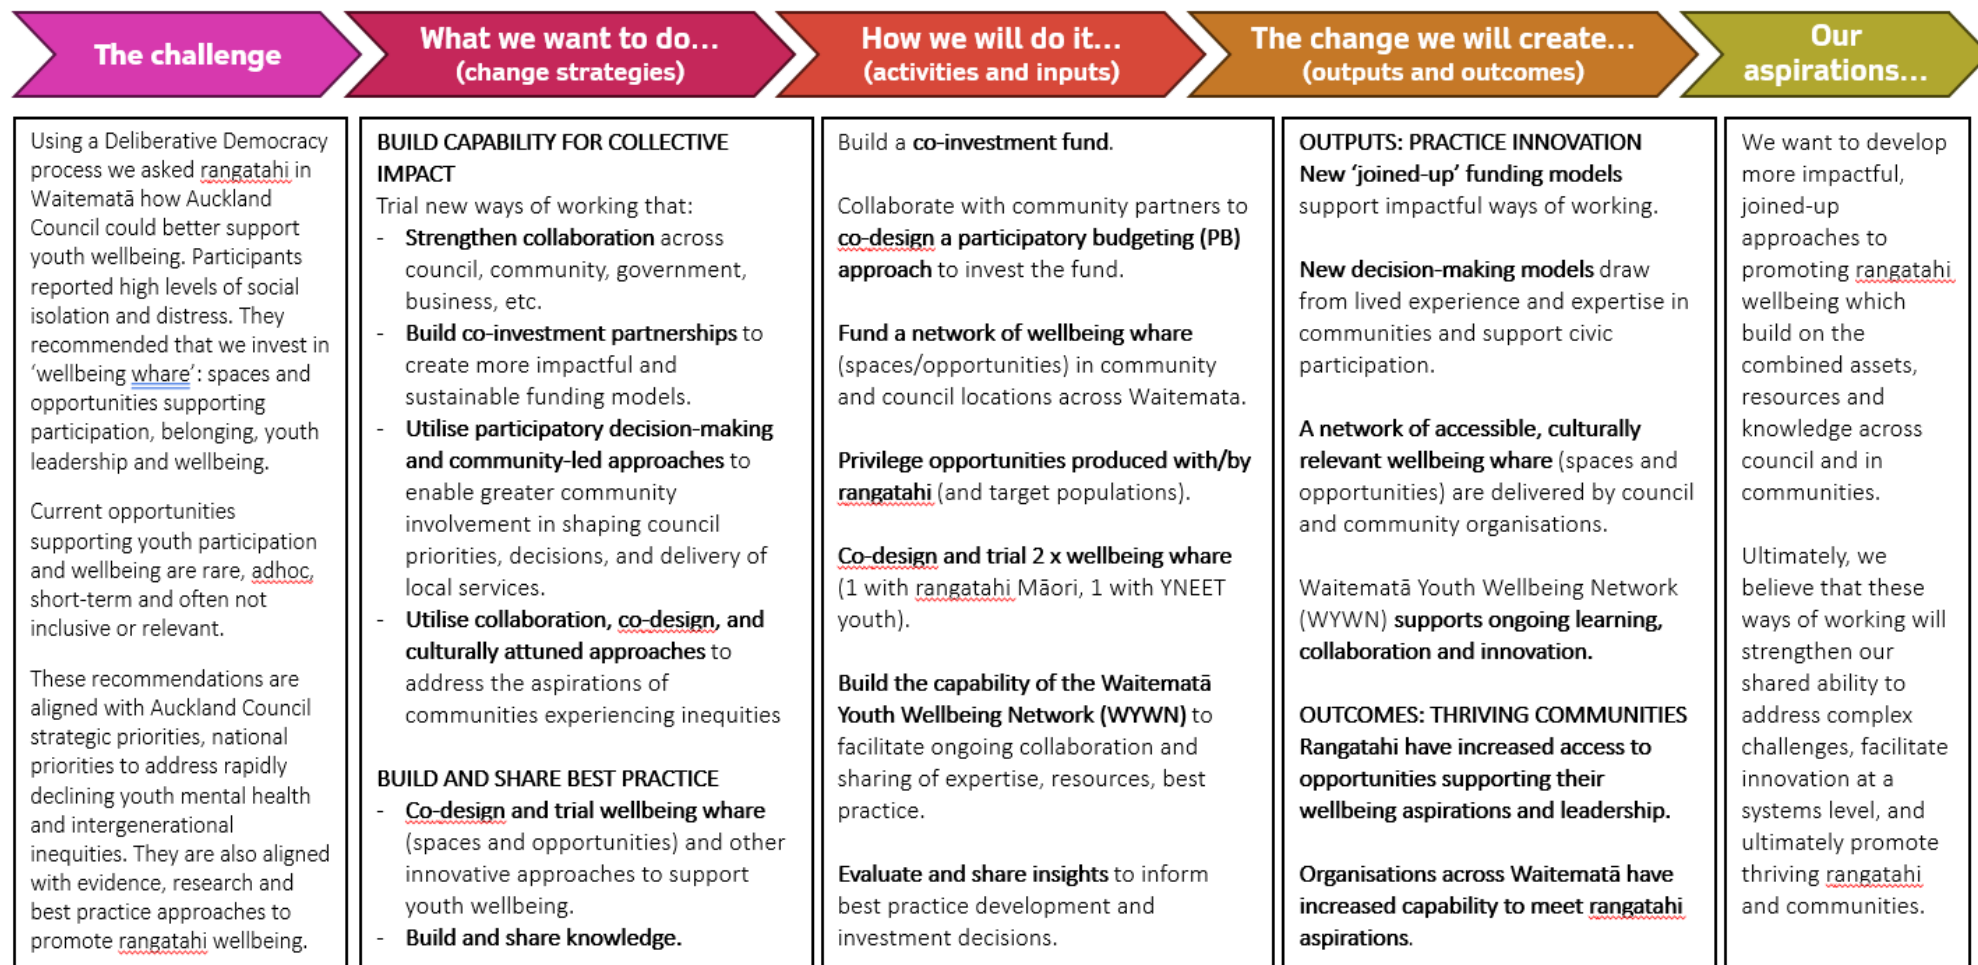 The challenge
What we want to do...
(change strategies)
How we will do it...
(activities and inputs)
The change we will create...
(outputs and outcomes)
Our
aspirations...
Using a Deliberative Democracy
process we asked rangatahi in
Waitematā how Auckland
Council could better support
youth wellbeing. Participants
reported high levels of social
isolation and distress. They
recommended that we invest in
‘wellbeing whare’: spaces and
opportunities supporting
participation, belonging, youth
leadership and wellbeing.
Current opportunities
supporting youth participation
and wellbeing are rare, adhoc,
short-term and often not
inclusive or relevant.
These recommendations are
aligned with Auckland Council
strategic priorities, national
priorities to address rapidly
declining youth mental health
and intergenerational
inequities. They are also aligned
with evidence, research and
best practice approaches to
promote rangatahi wellbeing.
BUILD CAPABILITY FOR COLLECTIVE
IMPACT
Trial new ways of working that:
- Strengthen collaboration across
council, community, government,
business, etc.
- Build co-investment partnerships to
create more impactful and
sustainable funding models.
- Utilise participatory decision-making
and community-led approaches to
enable greater community
involvement in shaping council
priorities, decisions, and delivery of
local services.
- Utilise collaboration, co-design, and
culturally attuned approaches to
address the aspirations of
communities experiencing inequities
BUILD AND SHARE BEST PRACTICE
- Co-design and trial wellbeing whare
(spaces and opportunities) and other
innovative approaches to support
youth wellbeing.
- Build and share knowledge.
Build a co-investment fund.
Collaborate with community partners to
co-design a participatory budgeting (PB)
approach to invest the fund.
Fund a network of wellbeing whare
(spaces/opportunities) in community
and council locations across Waitemata.
Privilege opportunities produced with/by
rangatahi (and target populations).
Co-design and trial 2 x wellbeing whare
(1 with rangatahi Māori, 1 with YNEET
youth).
Build the capability of the Waitematā
Youth Wellbeing Network (WYWN) to
facilitate ongoing collaboration and
sharing of expertise, resources, best
practice.
Evaluate and share insights to inform
best practice development and
investment decisions.
OUTPUTS: PRACTICE INNOVATION
New ‘joined-up’ funding models
support impactful ways of working.
New decision-making models draw
from lived experience and expertise in
communities and support civic
participation.
A network of accessible, culturally
relevant wellbeing whare (spaces and
opportunities) are delivered by council
and community organisations.
Waitematā Youth Wellbeing Network
(WYWN) supports ongoing learning,
collaboration and innovation.
OUTCOMES: THRIVING COMMUNITIES
Rangatahi have increased access to
opportunities supporting their
wellbeing aspirations and leadership.
Organisations across Waitematā have
increased capability to meet rangatahi
aspirations.
We want to develop
more impactful,
joined-up
approaches to
promoting rangatahi
wellbeing which
build on the
combined assets,
resources and
knowledge across
council and in
communities.
Ultimately, we
believe that these
ways of working will
strengthen our
shared ability to
address complex
challenges, facilitate
innovation at a
systems level, and
ultimately promote
thriving rangatahi
and communities.